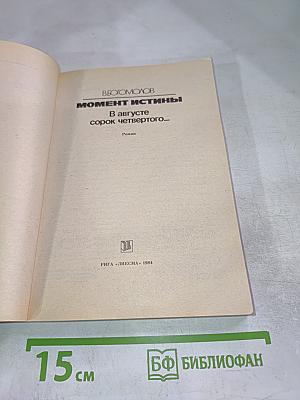 В.БОГОМОЛОВ
МОМЕНТ ИСТИНЫ
В августе
сорок четвертого...
Роман
РИГА «ЛИЕСМА» 1984
15 см
БФ БИБЛИОФАН